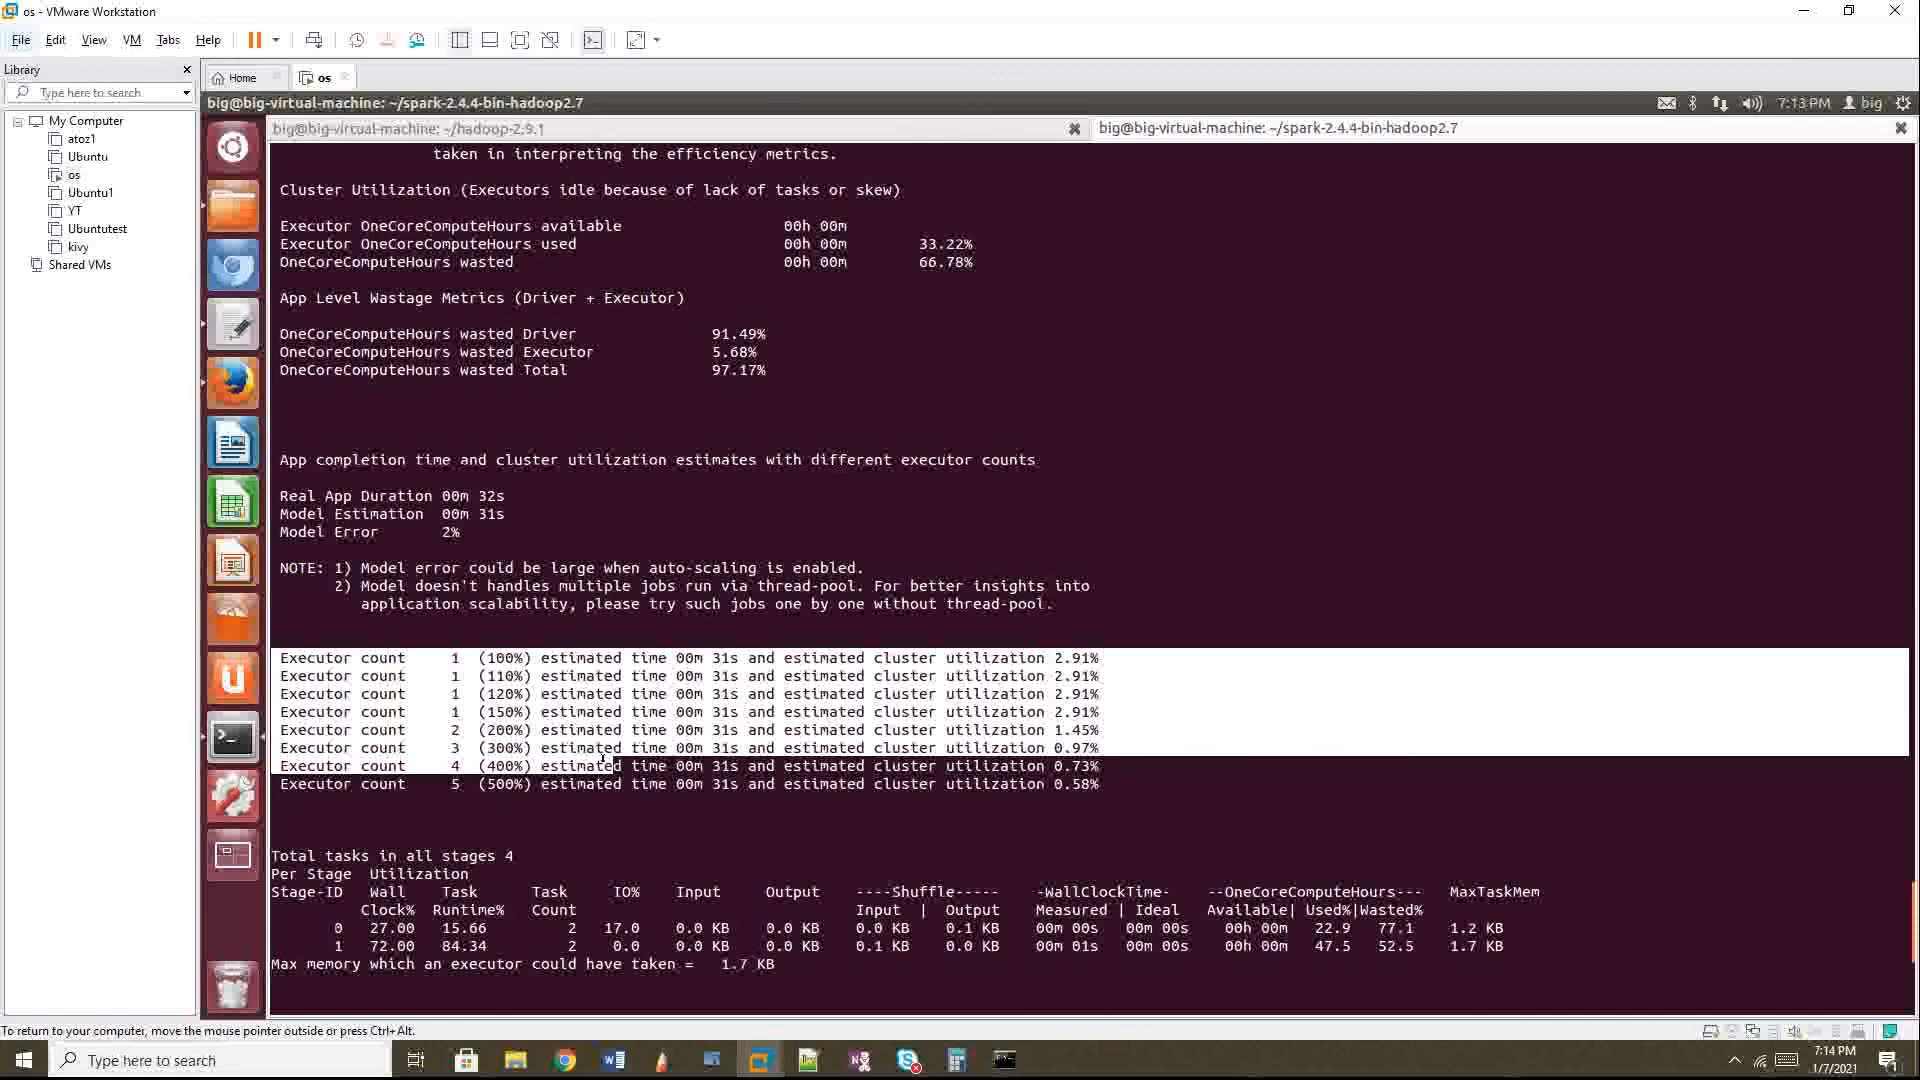 os - VMware Workstation
File Edit View VM Tabs Help
Library
Type here to search
My Computer
atoz1
Ubuntu
os
Ubuntu1
YT
Ubuntutest
kivy
Shared VMs
Home os
big@big-virtual-machine: ~/spark-2.4.4-bin-hadoop2.7 7:13 PM big
big@big-virtual-machine: ~/hadoop-2.9.1 big@big-virtual-machine: ~/spark-2.4.4-bin-hadoop2.7
taken in interpreting the efficiency metrics.
Cluster Utilization (Executors idle because of lack of tasks or skew)
Executor OneCoreComputeHours available 00h 00m
Executor OneCoreComputeHours used 00h 00m 33.22%
OneCoreComputeHours wasted 00h 00m 66.78%
App Level Wastage Metrics (Driver + Executor)
OneCoreComputeHours wasted Driver 91.49%
OneCoreComputeHours wasted Executor 5.68%
OneCoreComputeHours wasted Total 97.17%
App completion time and cluster utilization estimates with different executor counts
Real App Duration 00m 32s
Model Estimation 00m 31s
Model Error 2%
NOTE: 1) Model error could be large when auto-scaling is enabled.
2) Model doesn't handles multiple jobs run via thread-pool. For better insights into
application scalability, please try such jobs one by one without thread-pool.
Executor count 1 (100%) estimated time 00m 31s and estimated cluster utilization 2.91%
Executor count 1 (110%) estimated time 00m 31s and estimated cluster utilization 2.91%
Executor count 1 (120%) estimated time 00m 31s and estimated cluster utilization 2.91%
Executor count 1 (150%) estimated time 00m 31s and estimated cluster utilization 2.91%
Executor count 2 (200%) estimated time 00m 31s and estimated cluster utilization 1.45%
Executor count 3 (300%) estimated time 00m 31s and estimated cluster utilization 0.97%
Executor count 4 (400%) estimated time 00m 31s and estimated cluster utilization 0.73%
Executor count 5 (500%) estimated time 00m 31s and estimated cluster utilization 0.58%
Total tasks in all stages 4
Per Stage Utilization
Stage-ID Wall Task Task IO% Input Output ----Shuffle----- -WallClockTime- --OneCoreComputeHours--- MaxTaskMem
Clock% Runtime% Count Input | Output Measured | Ideal Available| Used%|Wasted%
0 27.00 15.66 2 17.0 0.0 KB 0.0 KB 0.0 KB 0.1 KB 00m 00s 00m 00s 00h 00m 22.9 77.1 1.2 KB
1 72.00 84.34 2 0.0 0.0 KB 0.0 KB 0.1 KB 0.0 KB 00m 01s 00m 00s 00h 00m 47.5 52.5 1.7 KB
Max memory which an executor could have taken = 1.7 KB
To return to your computer, move the mouse pointer outside or press Ctrl+Alt.
Type here to search
7:14 PM
1/7/2021